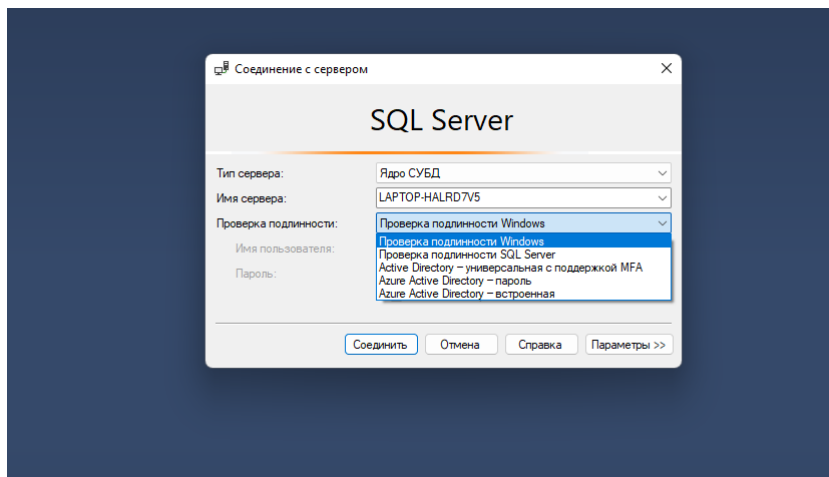 Соединение с сервером
SQL Server
Тип сервера: Ядро СУБД
Имя сервера: LAPTOP-HALRD7V5
Проверка подлинности: Проверка подлинности Windows
Проверка подлинности Windows
Имя пользователя: Проверка подлинности SQL Server
Active Directory – универсальная с поддержкой MFA
Пароль: Azure Active Directory – пароль
Azure Active Directory – встроенная
Соединить Отмена Справка Параметры >>